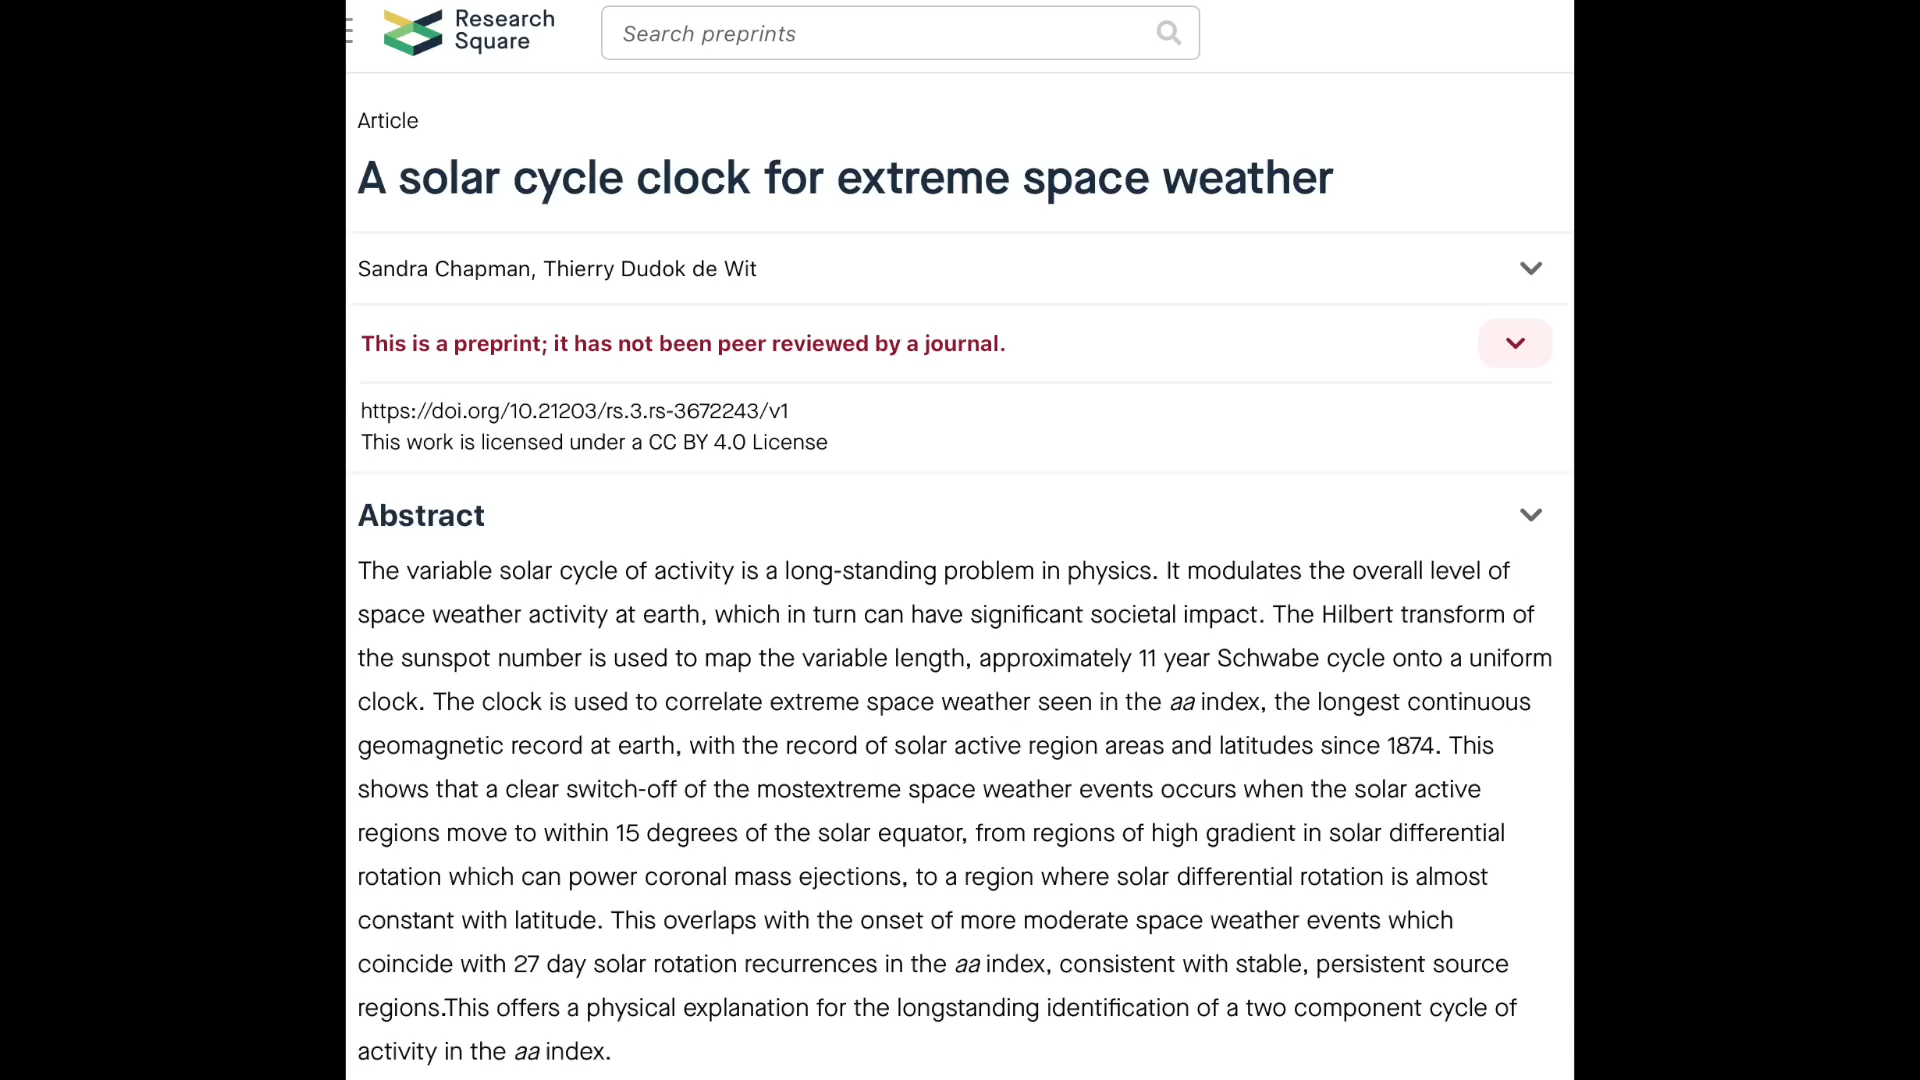 Research
Square
Search preprints
Article
A solar cycle clock for extreme space weather
Sandra Chapman, Thierry Dudok de Wit
This is a preprint; it has not been peer reviewed by a journal.
https://doi.org/10.21203/rs.3.rs-3672243/v1
This work is licensed under a CC BY 4.0 License
Abstract
The variable solar cycle of activity is a long-standing problem in physics. It modulates the overall level of
space weather activity at earth, which in turn can have significant societal impact. The Hilbert transform of
the sunspot number is used to map the variable length, approximately 11 year Schwabe cycle onto a uniform
clock. The clock is used to correlate extreme space weather seen in the aa index, the longest continuous
geomagnetic record at earth, with the record of solar active region areas and latitudes since 1874. This
shows that a clear switch-off of the mostextreme space weather events occurs when the solar active
regions move to within 15 degrees of the solar equator, from regions of high gradient in solar differential
rotation which can power coronal mass ejections, to a region where solar differential rotation is almost
constant with latitude. This overlaps with the onset of more moderate space weather events which
coincide with 27 day solar rotation recurrences in the aa index, consistent with stable, persistent source
regions.This offers a physical explanation for the longstanding identification of a two component cycle of
activity in the aa index.